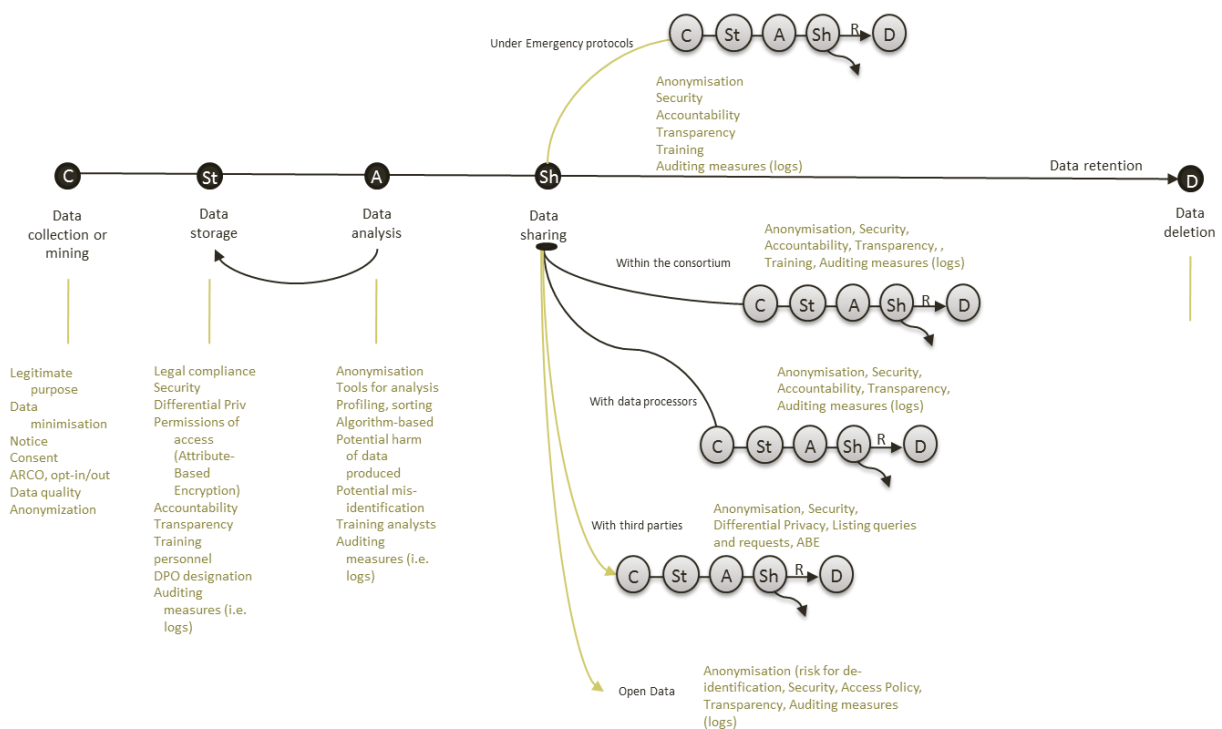 Under Emergency protocols
C St A Sh R D
Anonymisation
Security
Accountability
Transparency
Training
Auditing measures (logs)
C
St
A
Sh
Data retention
D
Data
collection or
mining
Data
storage
Data
analysis
Data
sharing
Data
deletion
Legitimate
purpose
Data
minimisation
Notice
Consent
ARCO, opt-in/out
Data quality
Anonymization
Legal compliance
Security
Differential Priv
Permissions of
access
(Attribute-
Based
Encryption)
Accountability
Transparency
Training
personnel
DPO designation
Auditing
measures (i.e.
logs)
Anonymisation
Tools for analysis
Profiling, sorting
Algorithm-based
Potential harm
of data
produced
Potential mis-
identification
Training analysts
Auditing
measures (i.e.
logs)
Within the consortium
Anonymisation, Security,
Accountability, Transparency, ,
Training, Auditing measures (logs)
C St A Sh R D
With data processors
Anonymisation, Security,
Accountability, Transparency,
Auditing measures (logs)
C St A Sh R D
With third parties
Anonymisation, Security,
Differential Privacy, Listing queries
and requests, ABE
C St A Sh R D
Open Data
Anonymisation (risk for de-
identification, Security, Access Policy,
Transparency, Auditing measures
(logs)